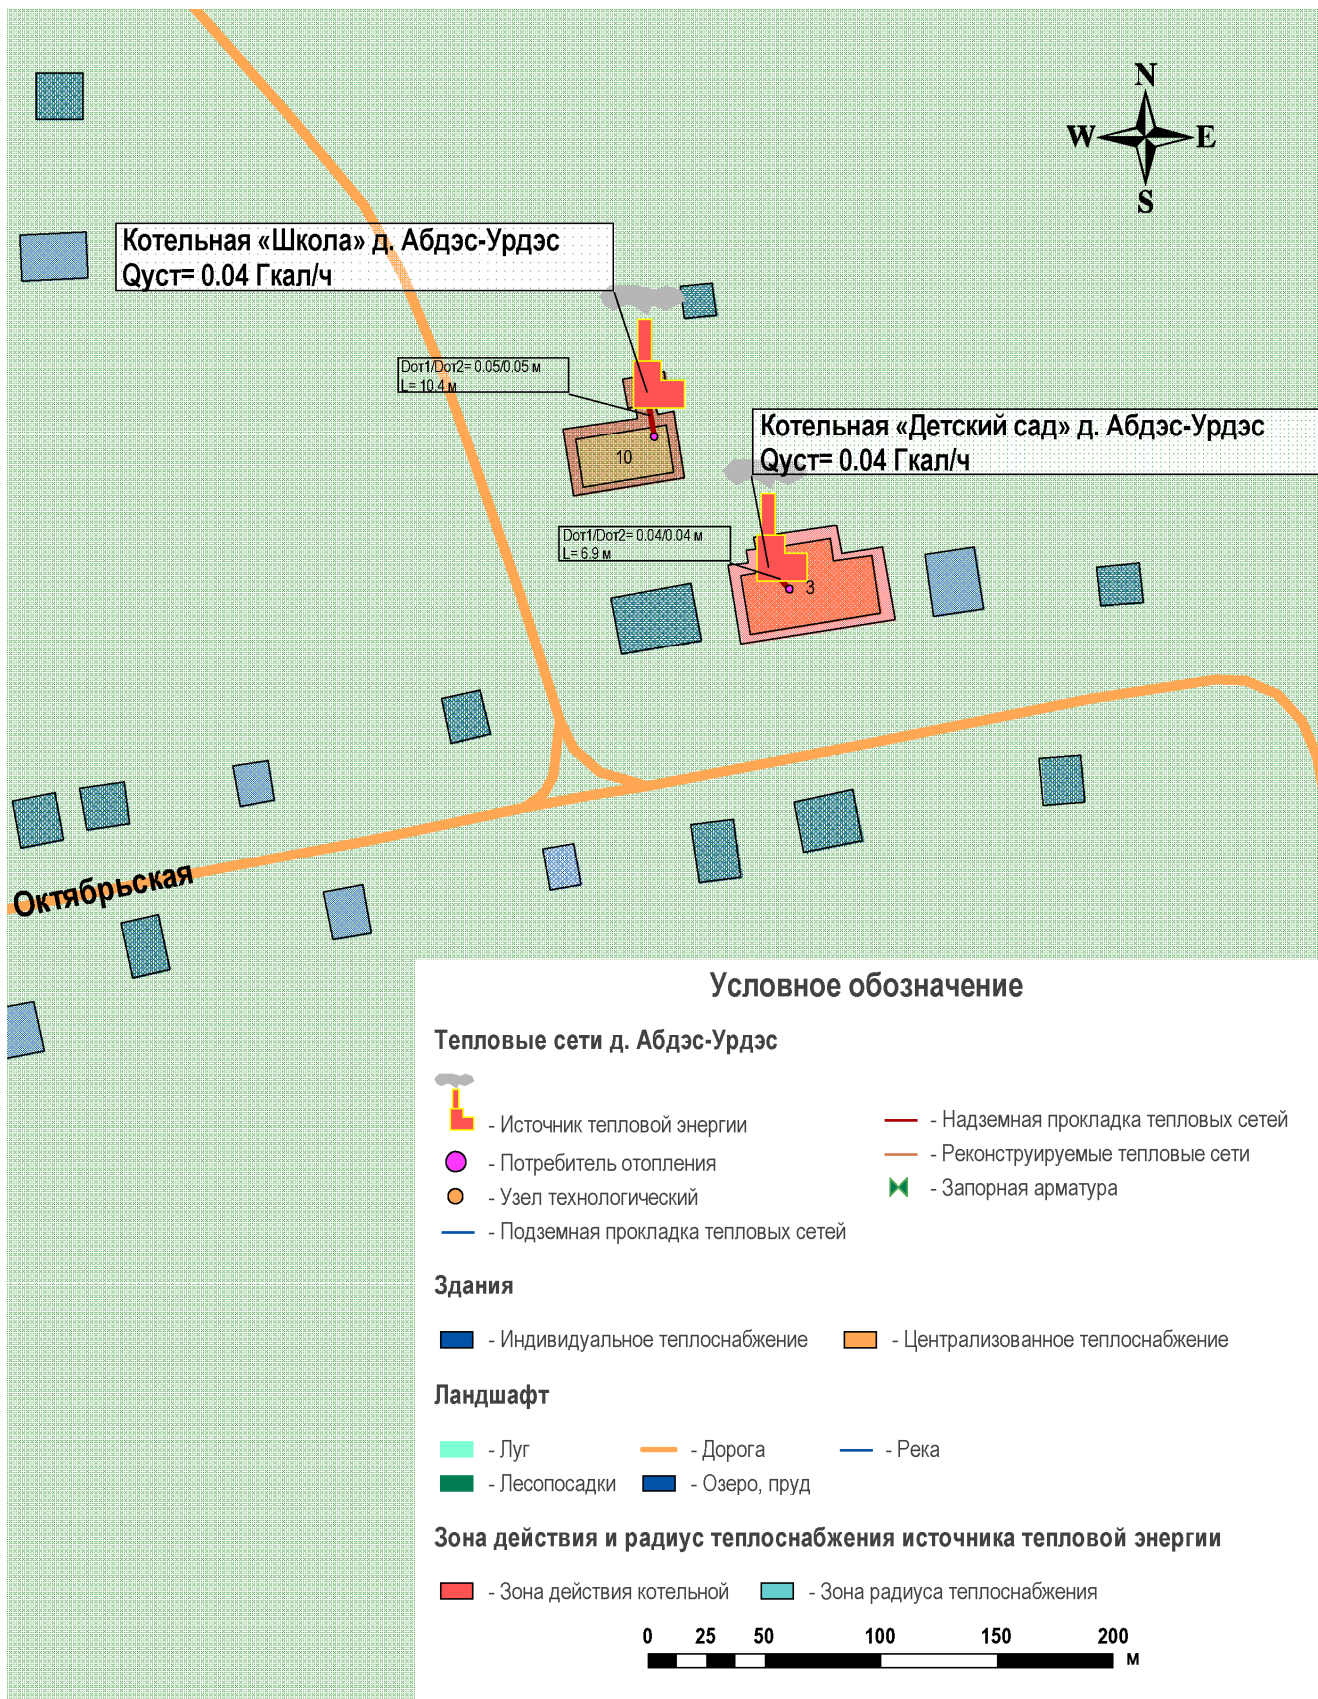 N
W E
S
Котельная «Школа» д. Абдэс-Урдэс
Qуст= 0.04 Гкал/ч
Dот1/Dот2= 0.05/0.05 м
L= 10.4 м
Котельная «Детский сад» д. Абдэс-Урдэс
Qуст= 0.04 Гкал/ч
10
Dот1/Dот2= 0.04/0.04 м
L= 6.9 м
3
Октябрьская
Условное обозначение
Тепловые сети д. Абдэс-Урдэс
- Источник тепловой энергии
- Потребитель отопления
- Узел технологический
- Подземная прокладка тепловых сетей
- Надземная прокладка тепловых сетей
- Реконструируемые тепловые сети
- Запорная арматура
Здания
- Индивидуальное теплоснабжение
- Централизованное теплоснабжение
Ландшафт
- Луг
- Дорога
- Река
- Лесопосадки
- Озеро, пруд
Зона действия и радиус теплоснабжения источника тепловой энергии
- Зона действия котельной
- Зона радиуса теплоснабжения
0 25 50 100 150 200
м